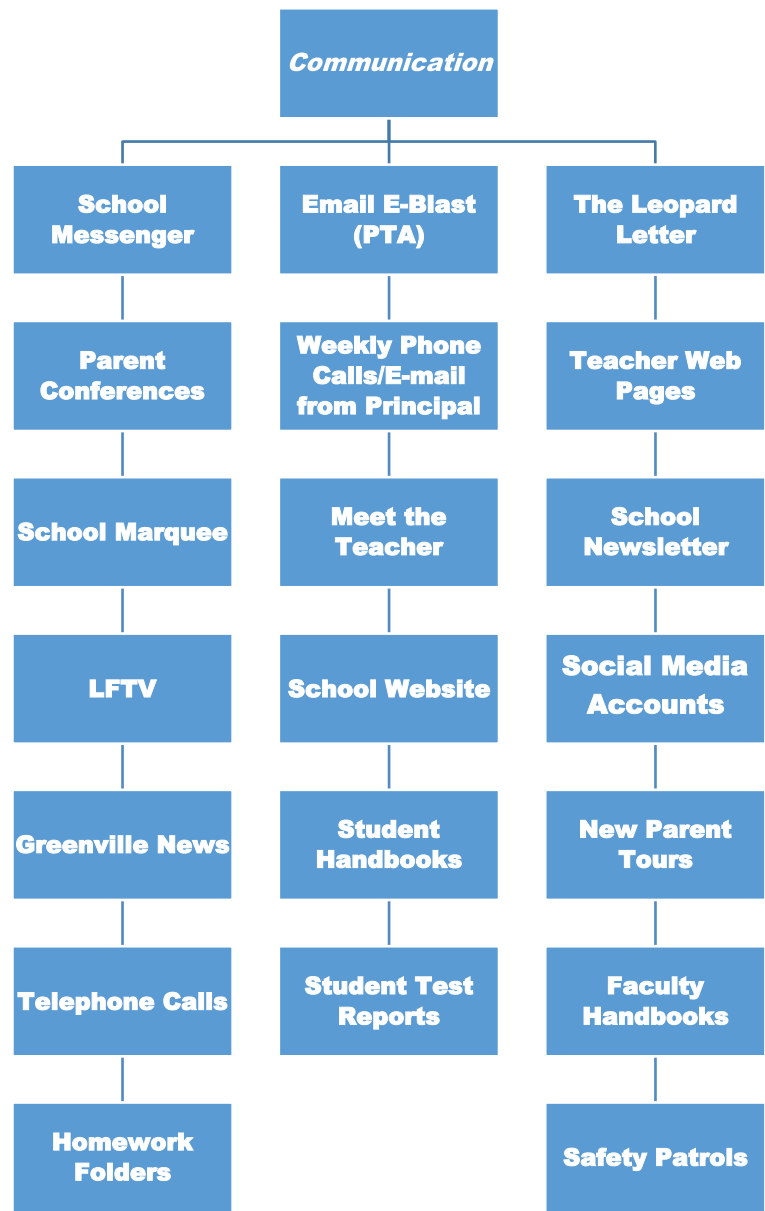 Communication
School
Messenger
Email E-Blast
(PTA)
The Leopard
Letter
Parent
Conferences
Weekly Phone
Calls/E-mail
from Principal
Teacher Web
Pages
School Marquee
Meet the
Teacher
School
Newsletter
LFTV
School Website
Social Media
Accounts
Greenville News
Student
Handbooks
New Parent
Tours
Telephone Calls
Student Test
Reports
Faculty
Handbooks
Homework
Folders
Safety Patrols